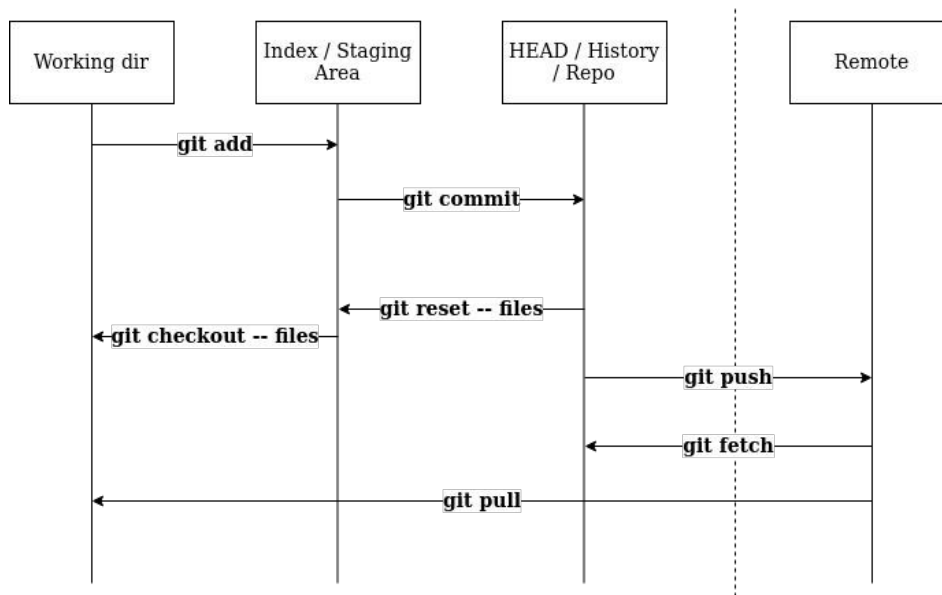 Working dir
Index / Staging
Area
HEAD / History
/ Repo
Remote
git add
git commit
git reset -- files
git checkout -- files
git push
git fetch
git pull